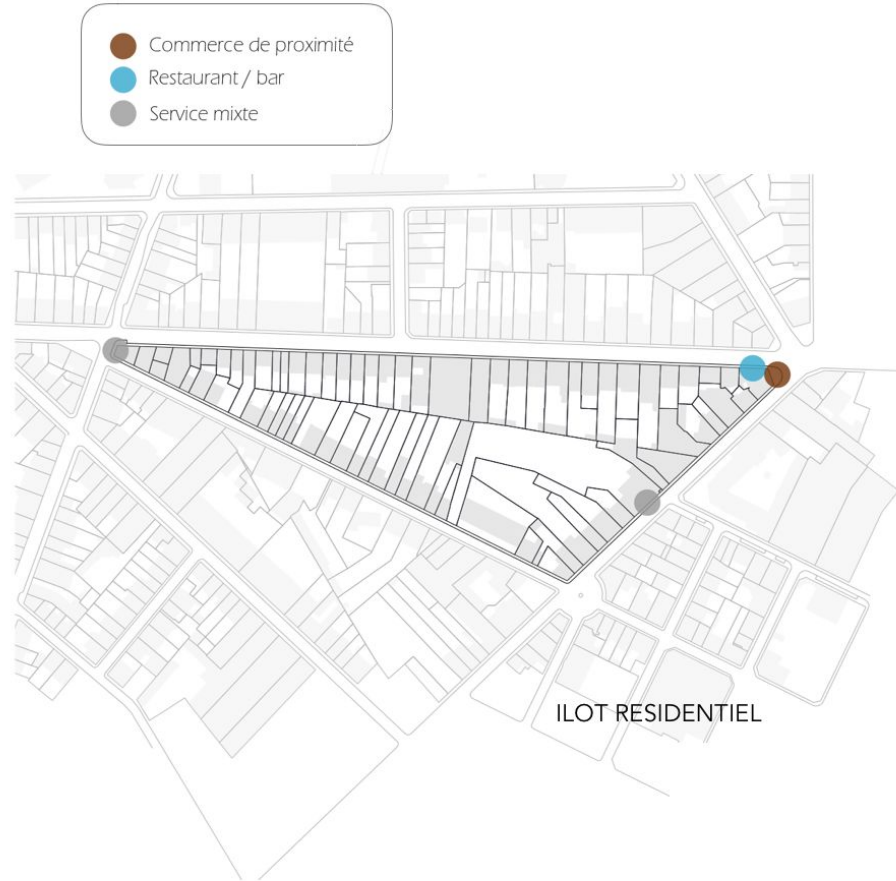 Commerce de proximité
Restaurant / bar
Service mixte
ILOT RESIDENTIEL